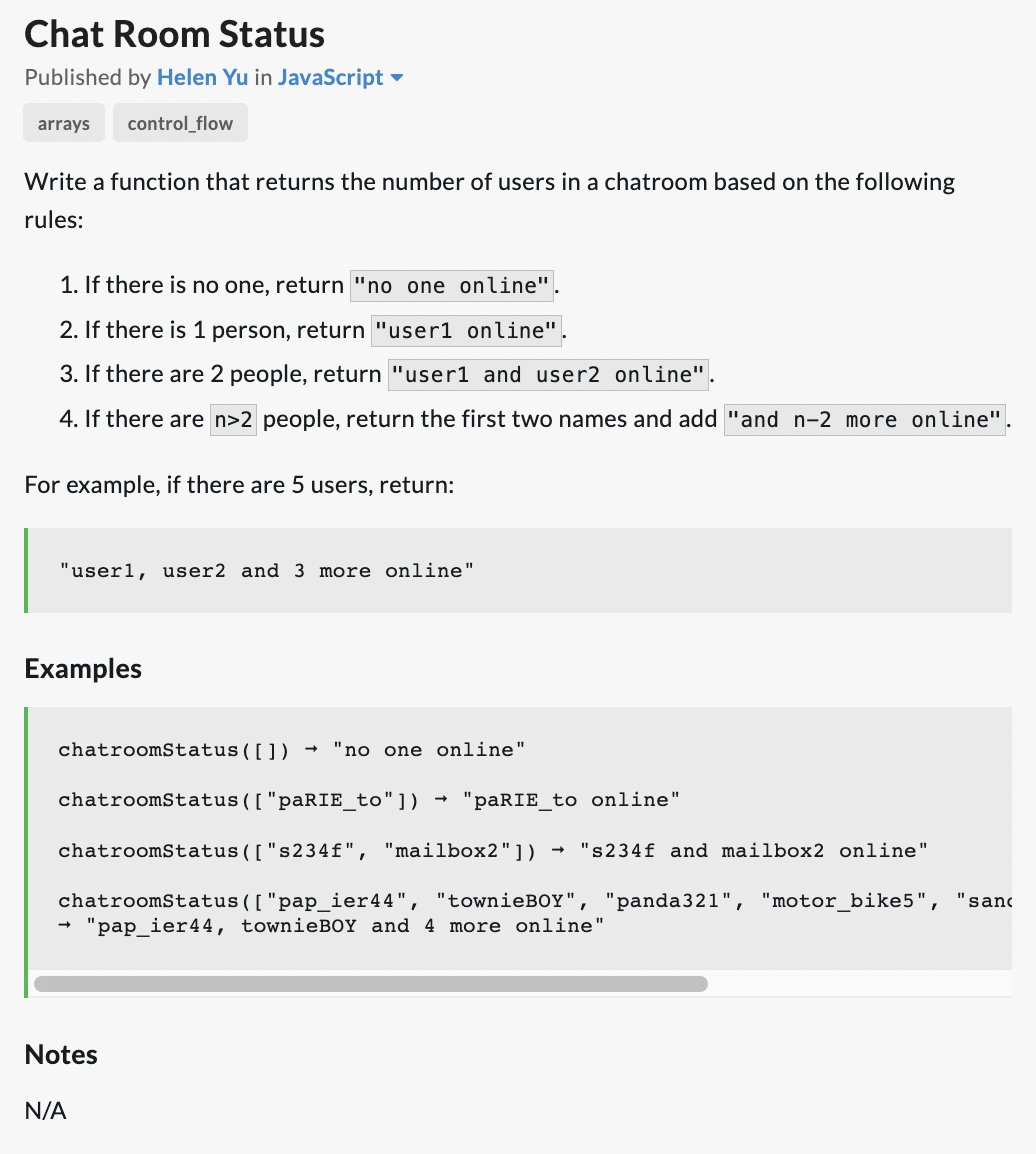 Chat Room Status
Published by Helen Yu in JavaScript
arrays control_flow
Write a function that returns the number of users in a chatroom based on the following
rules:
1. If there is no one, return "no one online".
2. If there is 1 person, return "user1 online".
3. If there are 2 people, return "user1 and user2 online".
4. If there are n>2 people, return the first two names and add "and n-2 more online".
For example, if there are 5 users, return:
"user1, user2 and 3 more online"
Examples
chatroomStatus([]) → "no one online"
chatroomStatus(["paRIE_to"]) → "paRIE_to online"
chatroomStatus(["s234f", "mailbox2"]) → "s234f and mailbox2 online"
chatroomStatus(["pap_ier44", "townieBOY", "panda321", "motor_bike5",
→ "pap_ier44, townieBOY and 4 more online"
Notes
N/A